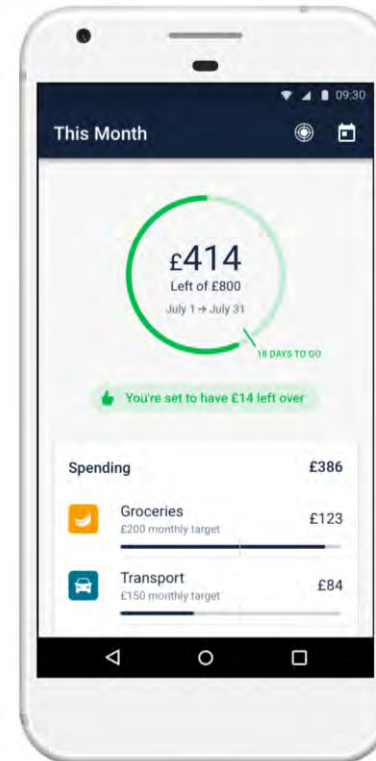 09:30
This Month
£414
Left of £800
July 1 → July 31
18 DAYS TO GO
You're set to have £14 left over
Spending £386
Groceries £123
£200 monthly target
Transport £84
£150 monthly target